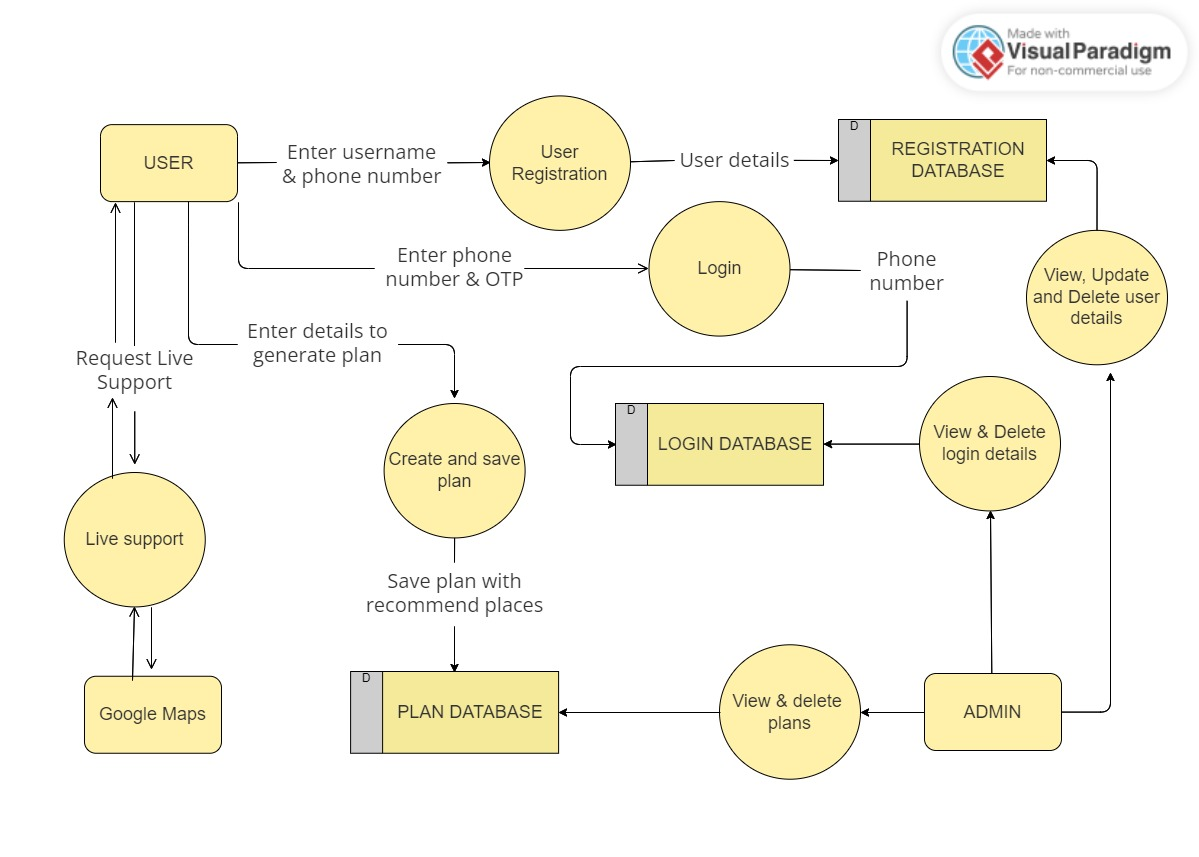 Made with
Visual Paradigm
For non-commercial use
USER
Enter username
& phone number
User
Registration
User details
D
REGISTRATION
DATABASE
Enter phone
number & OTP
Login
Phone
number
View, Update
and Delete user
details
Enter details to
generate plan
Request Live
Support
Create and save
plan
D
LOGIN DATABASE
View & Delete
login details
Live support
Save plan with
recommend places
Google Maps
D
PLAN DATABASE
View & delete
plans
ADMIN